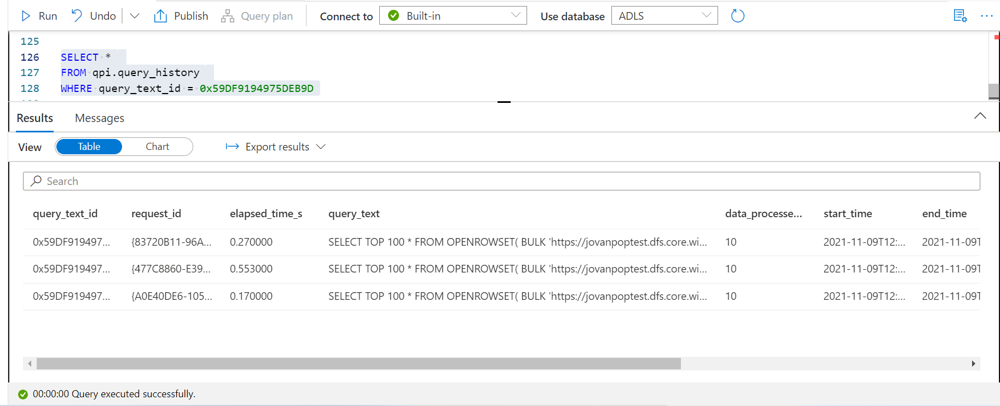 Run Undo Publish Query plan Connect to Built-in Use database ADLS
125
126 SELECT *
127 FROM qpi.query_history
128 WHERE query_text_id = 0x59DF9194975DEB9D
Results Messages
View Table Chart Export results
Search
query_text_id request_id elapsed_time_s query_text data_processe... start_time end_time
0x59DF919497... {83720B11-96A... 0.270000 SELECT TOP 100 * FROM OPENROWSET( BULK 'https://jovanpoptest.dfs.core.wi... 10 2021-11-09T12:... 2021-11-09T
0x59DF919497... {477C8860-E39... 0.553000 SELECT TOP 100 * FROM OPENROWSET( BULK 'https://jovanpoptest.dfs.core.wi... 10 2021-11-09T12:... 2021-11-09T
0x59DF919497... {A0E40DE6-105... 0.170000 SELECT TOP 100 * FROM OPENROWSET( BULK 'https://jovanpoptest.dfs.core.wi... 10 2021-11-09T12:... 2021-11-09T
00:00:00 Query executed successfully.